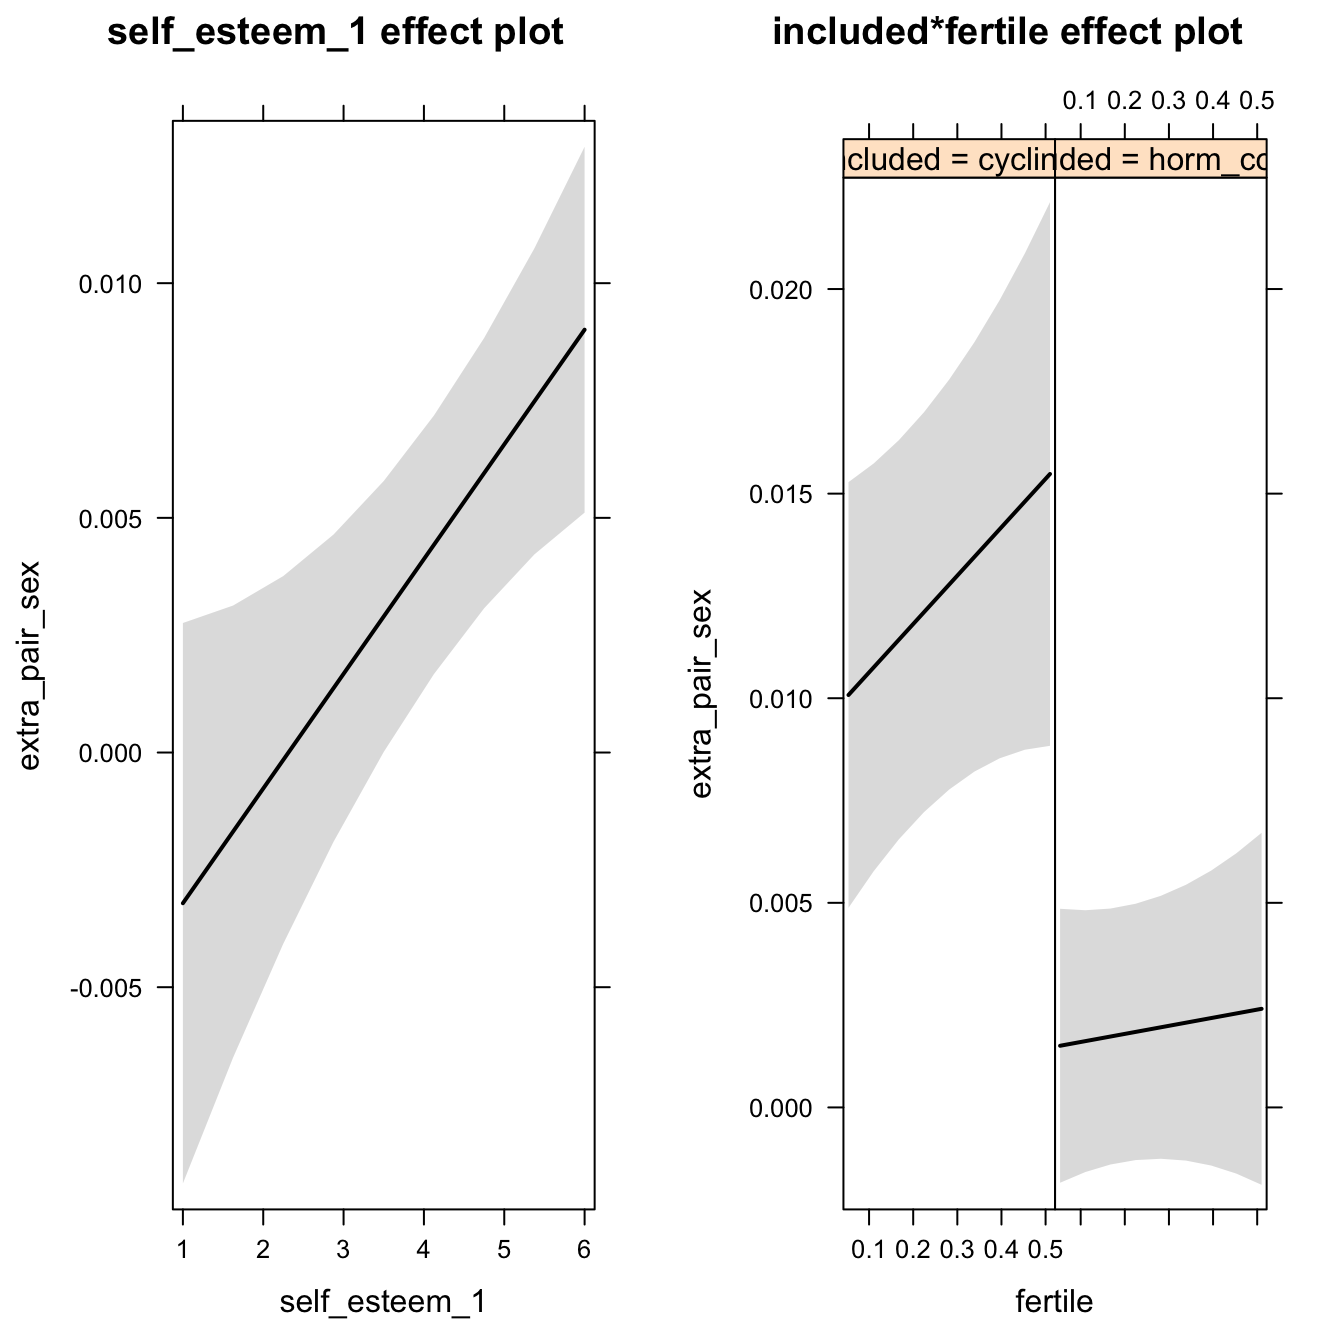 self_esteem_1 effect plot
extra_pair_sex
0.010
0.005
0.000
-0.005
1 2 3 4 5 6
self_esteem_1
included*fertile effect plot
0.1 0.2 0.3 0.4 0.5
cluded = cyclin
ded = horm_co
extra_pair_sex
0.020
0.015
0.010
0.005
0.000
0.1 0.2 0.3 0.4 0.5
fertile